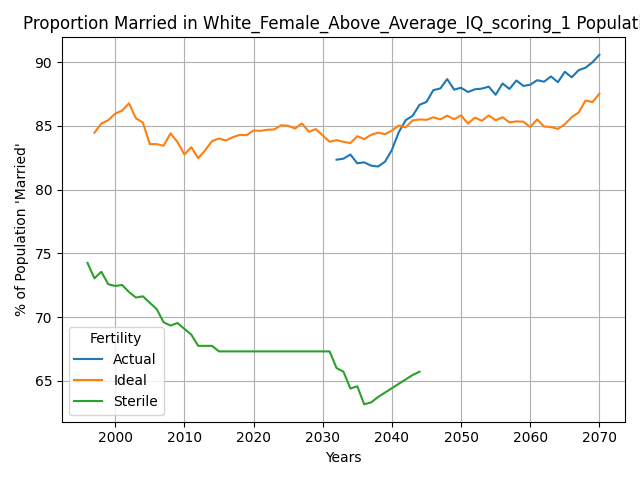 Proportion Married in White_Female_Above_Average_IQ_scoring_1 Populati
% of Population 'Married'
90
85
80
75
70
65
Fertility
Actual
Ideal
Sterile
2000 2010 2020 2030 2040 2050 2060 2070
Years